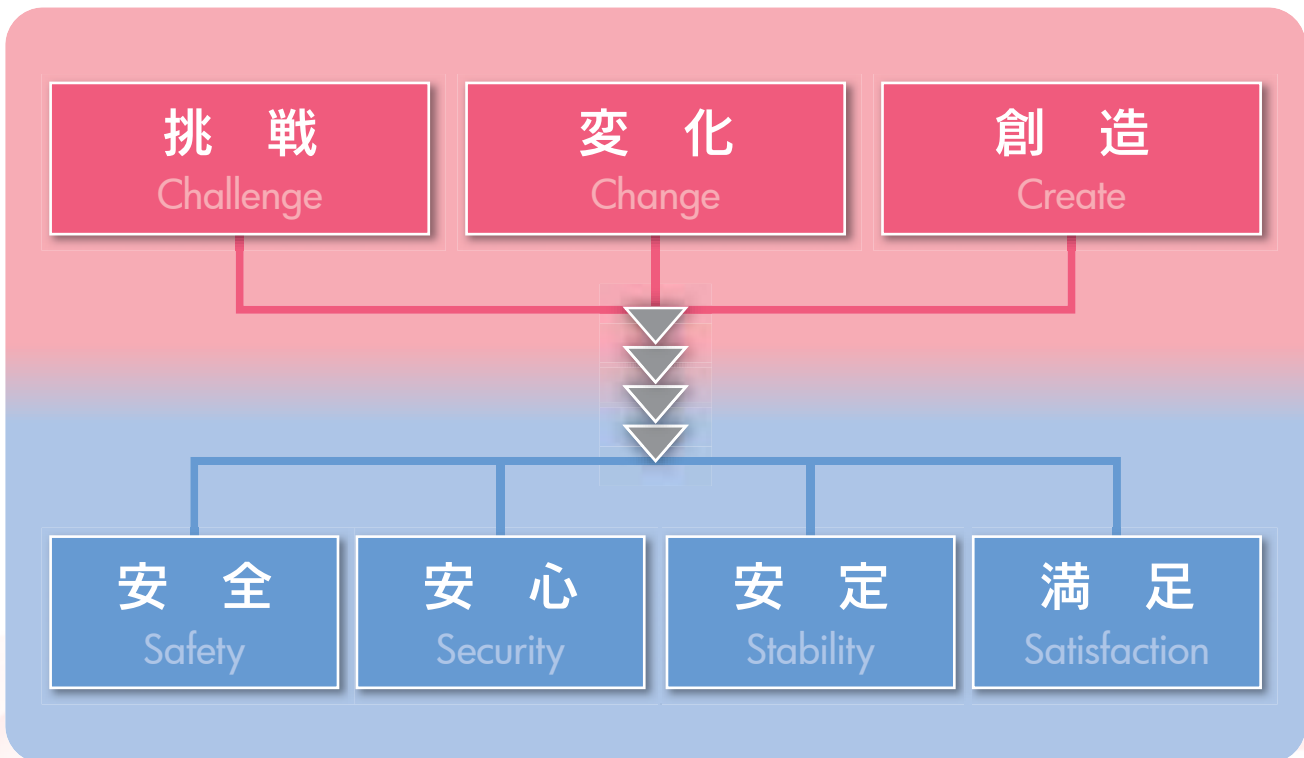 挑　戦
Challenge
変　化
Change
創　造
Create
安　全
Safety
安　心
Security
安　定
Stability
満　足
Satisfaction